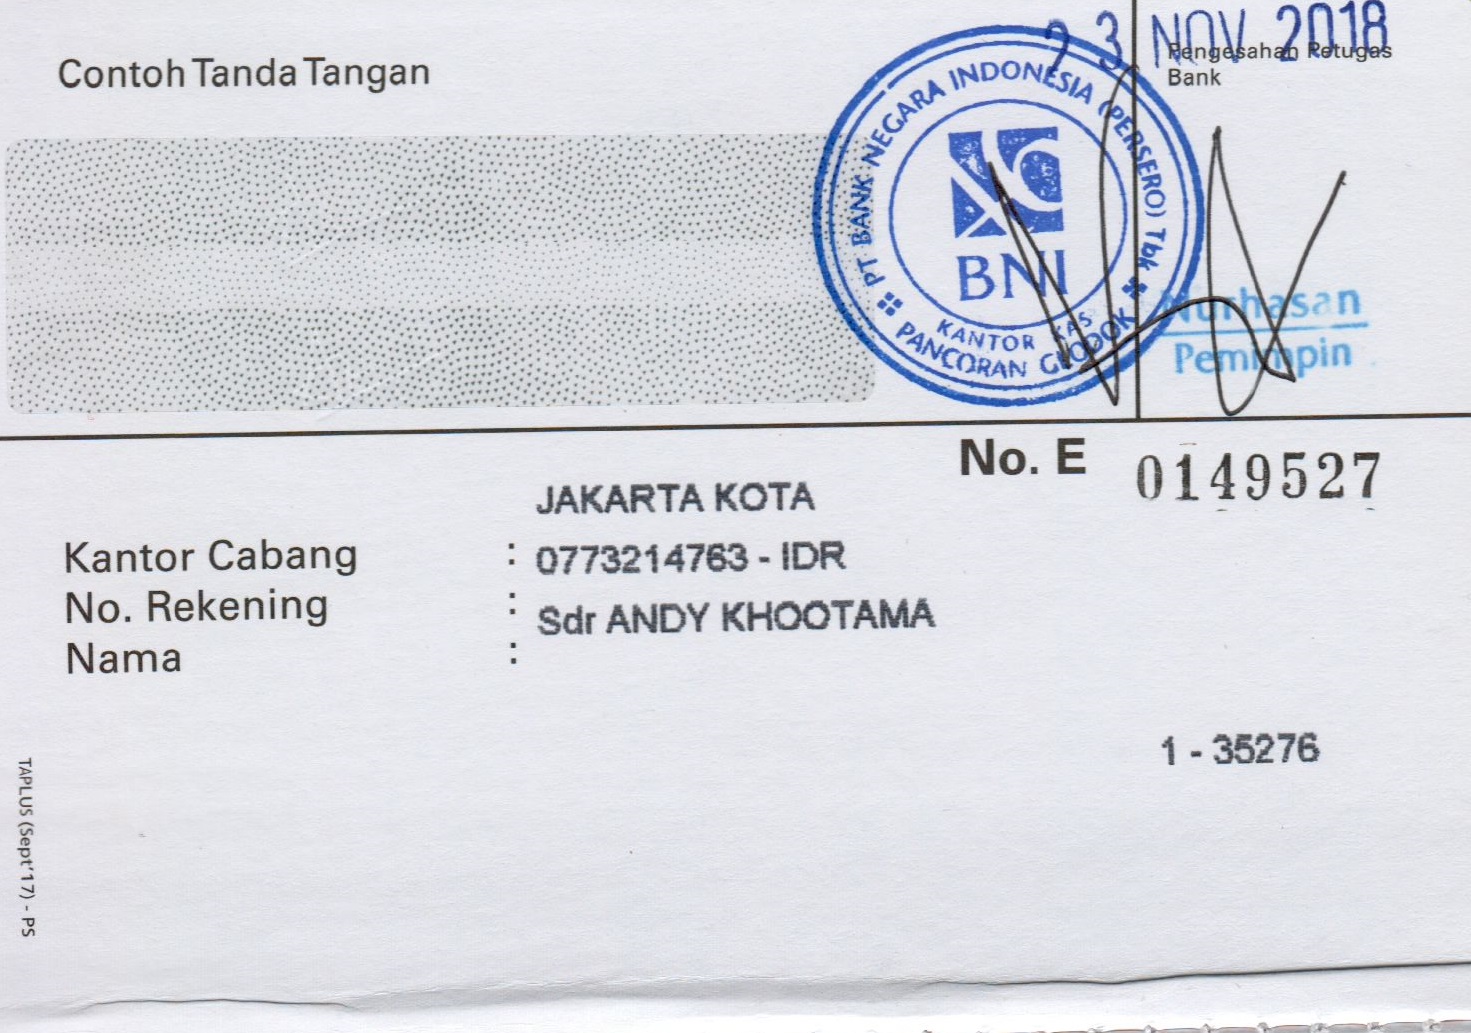 Contoh Tanda Tangan
23 NOV 2018
Pengesahan Petugas
Bank
PT BANK NEGARA INDONESIA (PERSERO) Tbk
BNI
KANTOR KAS
PANCORAN GLODOK
Nurhasan
Pemimpin
No. E 0149527
JAKARTA KOTA
Kantor Cabang : 0773214763 - IDR
No. Rekening : Sdr ANDY KHOOTAMA
Nama :
1 - 35276
TAPLUS (Sept'17) - PS